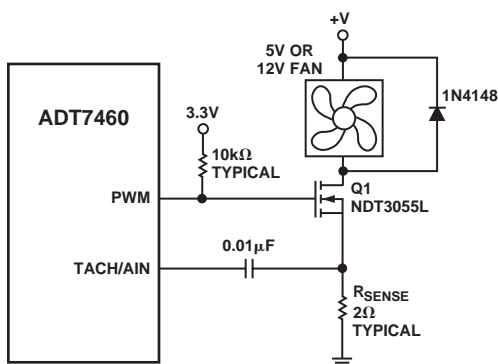 +V
5V OR
12V FAN
1N4148
ADT7460
3.3V
10kΩ
TYPICAL
PWM
Q1
NDT3055L
0.01μF
TACH/AIN
RSENSE
2Ω
TYPICAL